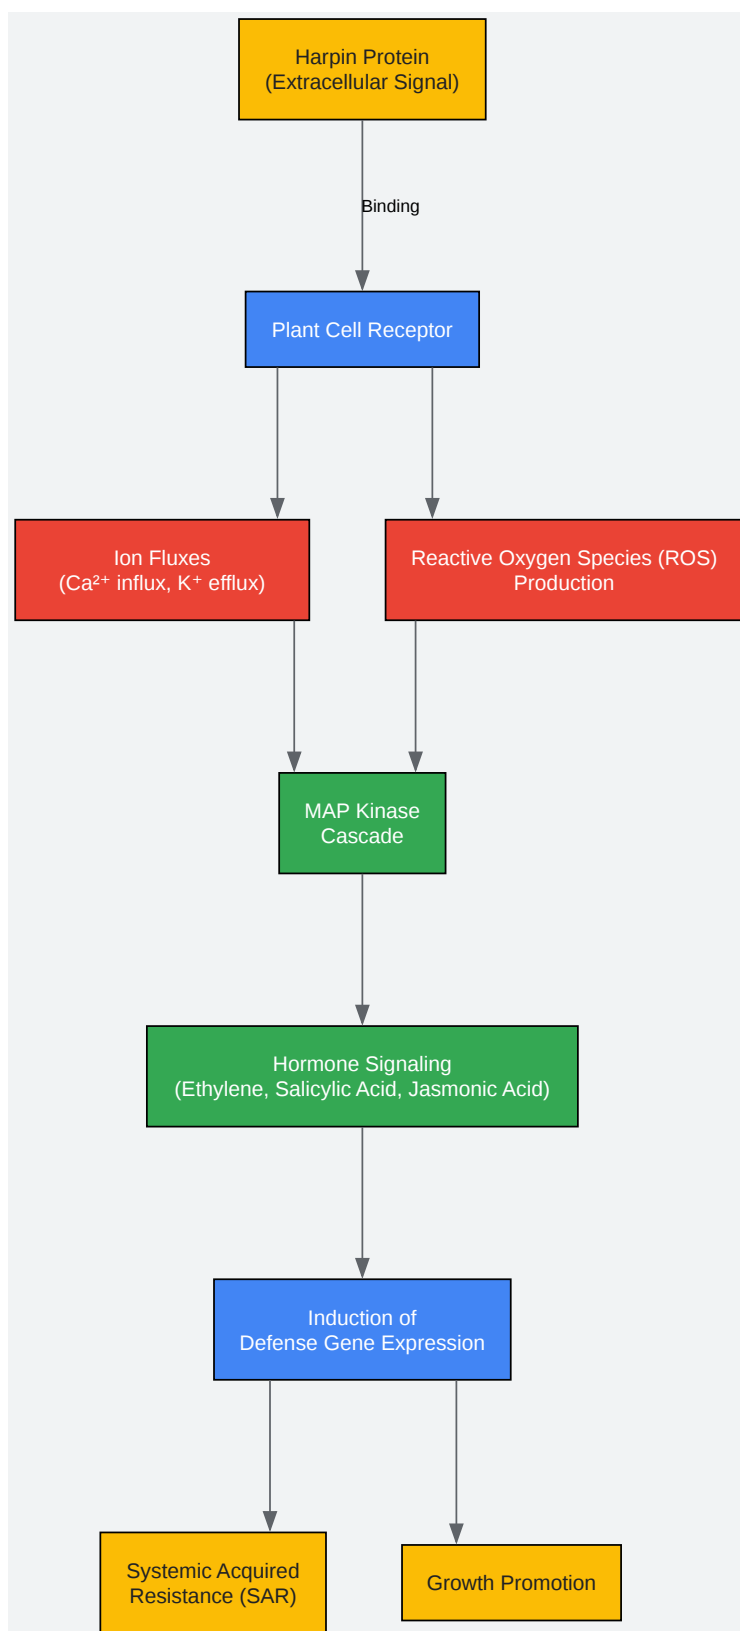 Harpin Protein
(Extracellular Signal)
Binding
Plant Cell Receptor
Ion Fluxes
(Ca²⁺ influx, K⁺ efflux)
Reactive Oxygen Species (ROS)
Production
MAP Kinase
Cascade
Hormone Signaling
(Ethylene, Salicylic Acid, Jasmonic Acid)
Induction of
Defense Gene Expression
Systemic Acquired
Resistance (SAR)
Growth Promotion